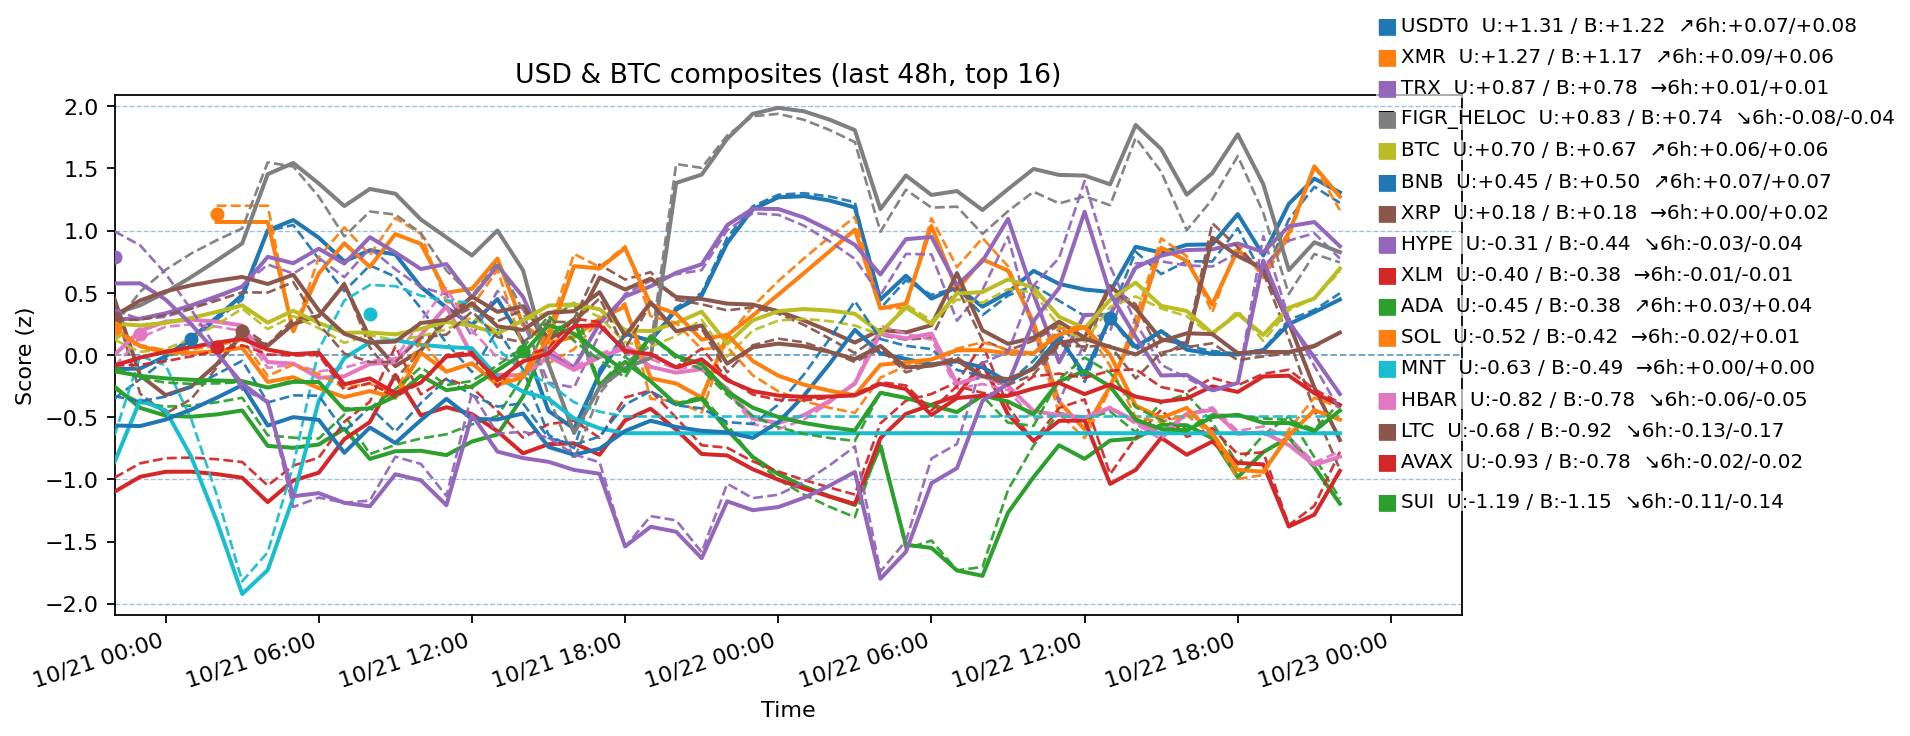 USD & BTC composites (last 48h, top 16)
USDT0 U:+1.31 / B:+1.22 ↗6h:+0.07/+0.08
XMR U:+1.27 / B:+1.17 ↗6h:+0.09/+0.06
TRX U:+0.87 / B:+0.78 →6h:+0.01/+0.01
FIGR_HELOC U:+0.83 / B:+0.74 ↘6h:-0.08/-0.04
BTC U:+0.70 / B:+0.67 ↗6h:+0.06/+0.06
BNB U:+0.45 / B:+0.50 ↗6h:+0.07/+0.07
XRP U:+0.18 / B:+0.18 →6h:+0.00/+0.02
HYPE U:-0.31 / B:-0.44 ↘6h:-0.03/-0.04
XLM U:-0.40 / B:-0.38 →6h:-0.01/-0.01
ADA U:-0.45 / B:-0.38 ↗6h:+0.03/+0.04
SOL U:-0.52 / B:-0.42 →6h:-0.02/+0.01
MNT U:-0.63 / B:-0.49 →6h:+0.00/+0.00
HBAR U:-0.82 / B:-0.78 ↘6h:-0.06/-0.05
LTC U:-0.68 / B:-0.92 ↘6h:-0.13/-0.17
AVAX U:-0.93 / B:-0.78 ↘6h:-0.02/-0.02
SUI U:-1.19 / B:-1.15 ↘6h:-0.11/-0.14
Score (z)
2.0
1.5
1.0
0.5
0.0
−0.5
−1.0
−1.5
−2.0
10/21 00:00
10/21 06:00
10/21 12:00
10/21 18:00
10/22 00:00
10/22 06:00
10/22 12:00
10/22 18:00
10/23 00:00
Time